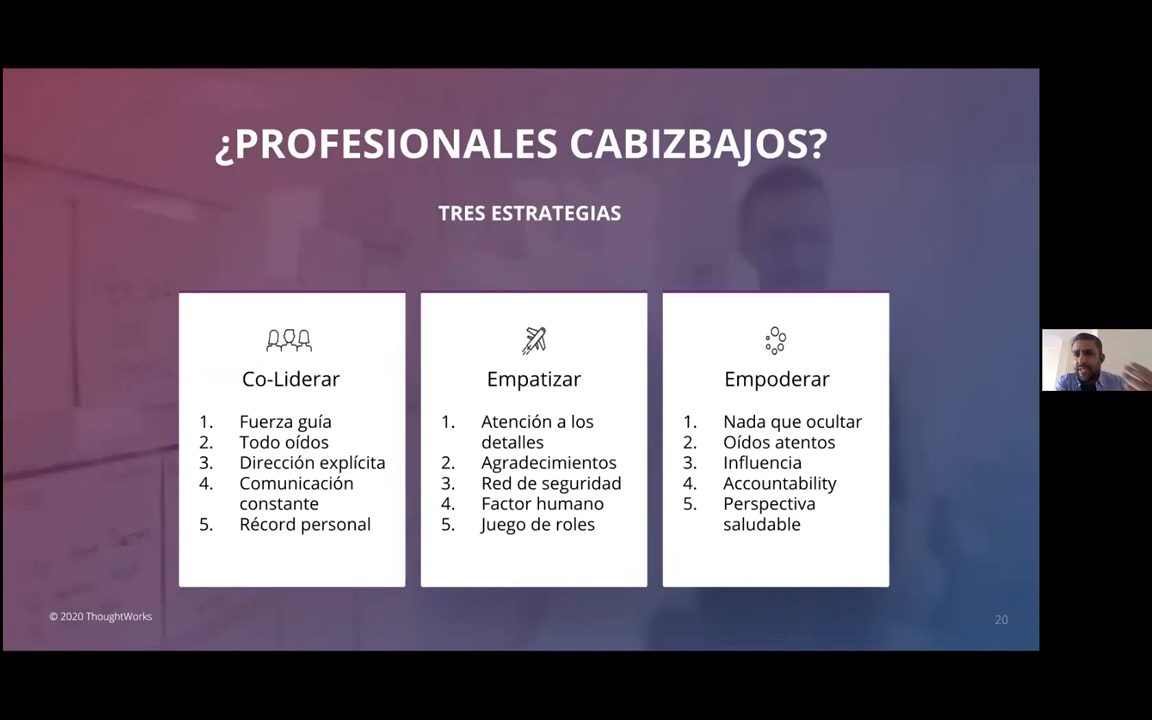 ¿PROFESIONALES CABIZBAJOS?
TRES ESTRATEGIAS
Co-Liderar
1. Fuerza guía
2. Todo oídos
3. Dirección explícita
4. Comunicación
constante
5. Récord personal
Empatizar
1. Atención a los
detalles
2. Agradecimientos
3. Red de seguridad
4. Factor humano
5. Juego de roles
Empoderar
1. Nada que ocultar
2. Oídos atentos
3. Influencia
4. Accountability
5. Perspectiva
saludable
© 2020 ThoughtWorks
20